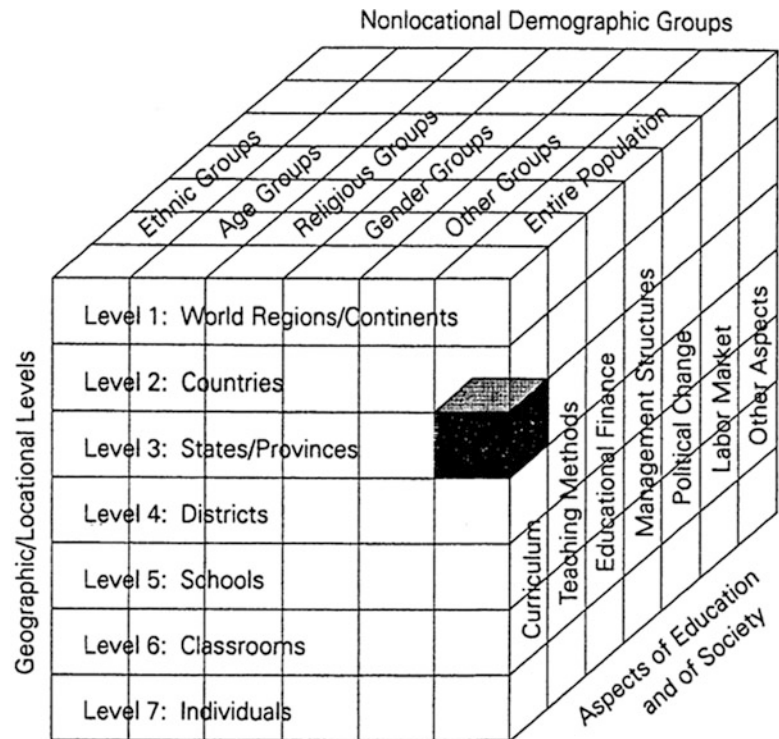 Nonlocational Demographic Groups
Ethnic Groups
Age Groups
Religious Groups
Gender Groups
Other Groups
Entire Population
Geographic/Locational Levels
Level 1: World Regions/Continents
Level 2: Countries
Level 3: States/Provinces
Level 4: Districts
Level 5: Schools
Level 6: Classrooms
Level 7: Individuals
Curriculum
Teaching Methods
Educational Finance
Management Structures
Political Change
Labor Market
Other Aspects
Aspects of Education
and of Society